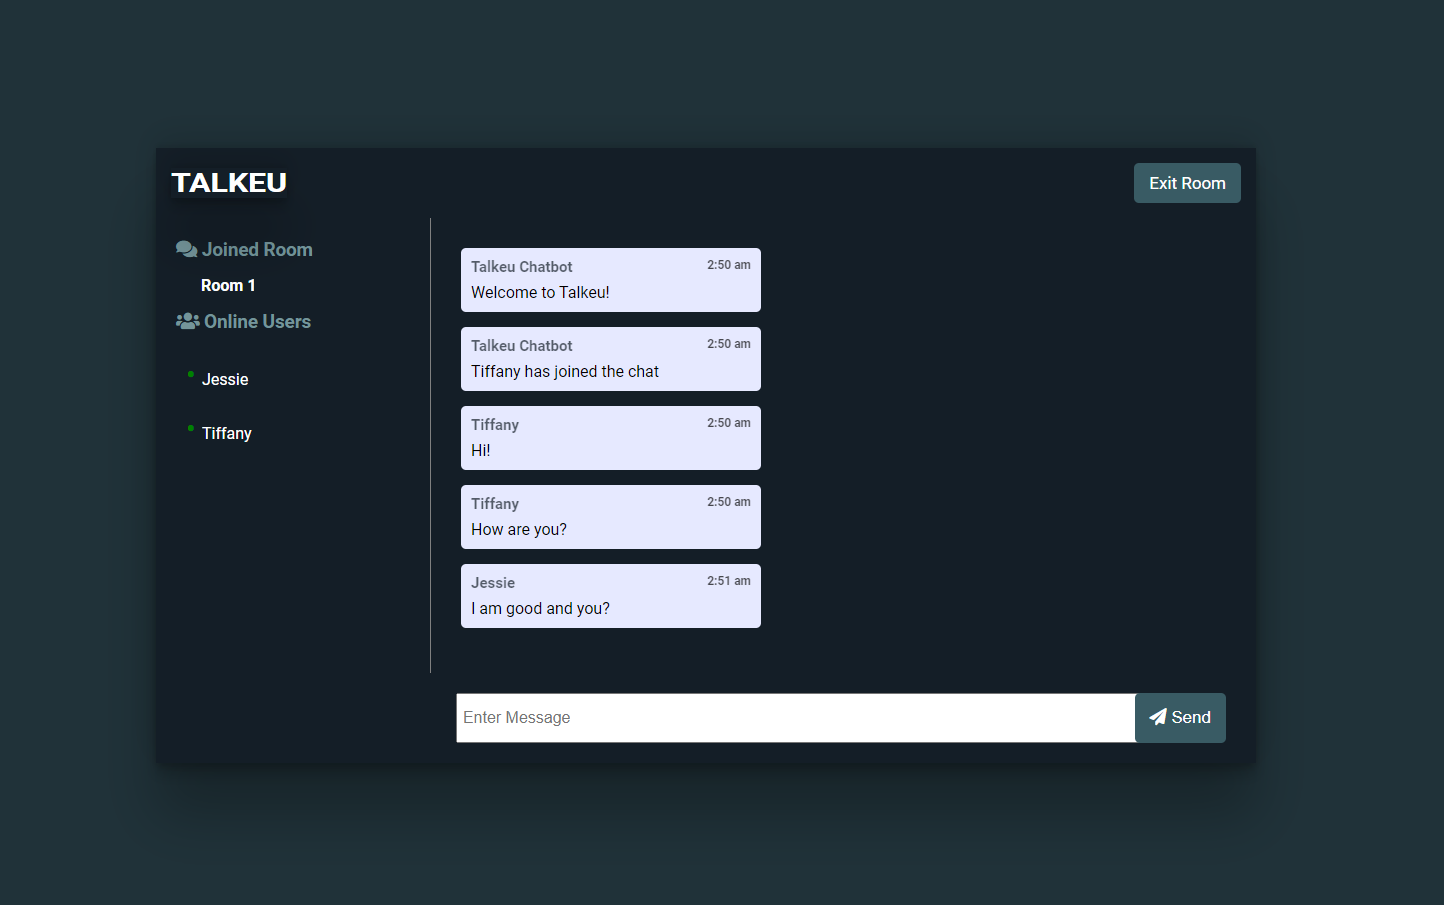 TALKEU
Exit Room
Joined Room
Room 1
Online Users
Jessie
Tiffany
Talkeu Chatbot 2:50 am
Welcome to Talkeu!
Talkeu Chatbot 2:50 am
Tiffany has joined the chat
Tiffany 2:50 am
Hi!
Tiffany 2:50 am
How are you?
Jessie 2:51 am
I am good and you?
Enter Message
Send